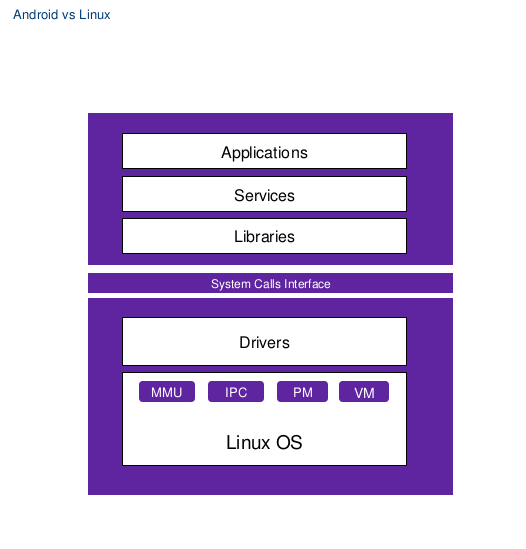 Android vs Linux
Applications
Services
Libraries
System Calls Interface
Drivers
MMU IPC PM VM
Linux OS